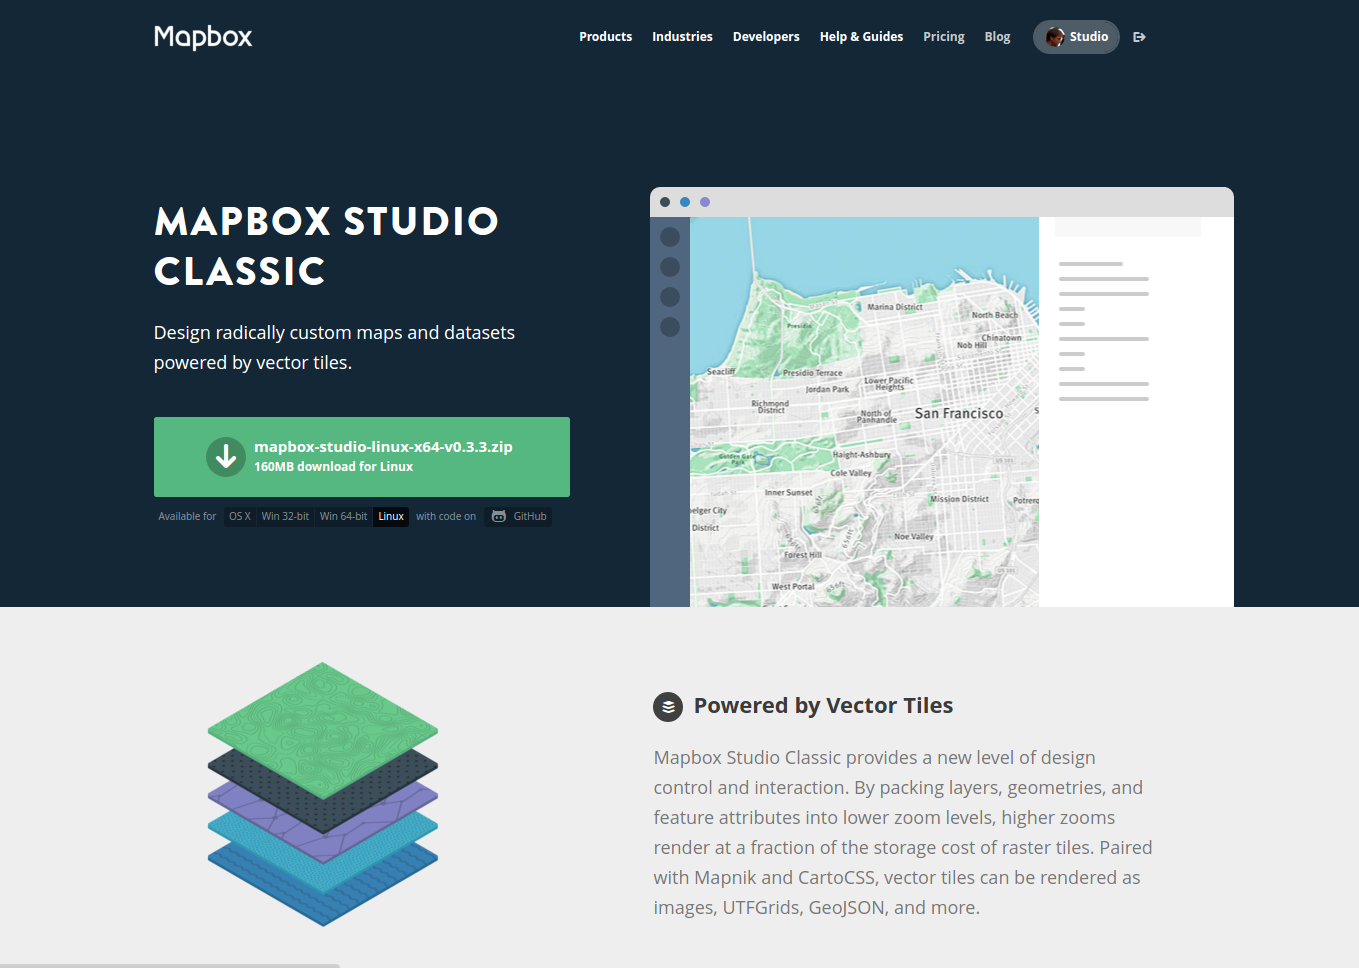 Mapbox
Products Industries Developers Help & Guides Pricing Blog Studio
MAPBOX STUDIO
CLASSIC
Design radically custom maps and datasets
powered by vector tiles.
mapbox-studio-linux-x64-v0.3.3.zip
160MB download for Linux
Available for OS X Win 32-bit Win 64-bit Linux with code on GitHub
Marina District
North Beach
Presidio
Chinatown
Nob Hill
Seacliff
Presidio Terrace
Lower Pacific
Heights
Jordan Park
Richmond
District
North of
Panhandle
San Francisco
Golden Gate
Park
Haight-Ashbury
US 101
Cole Valley
Inner Sunset
Mission District
Potrero
elger City
District
Noe Valley
Forest Hill
US 101
West Portal
Powered by Vector Tiles
Mapbox Studio Classic provides a new level of design
control and interaction. By packing layers, geometries, and
feature attributes into lower zoom levels, higher zooms
render at a fraction of the storage cost of raster tiles. Paired
with Mapnik and CartoCSS, vector tiles can be rendered as
images, UTFGrids, GeoJSON, and more.